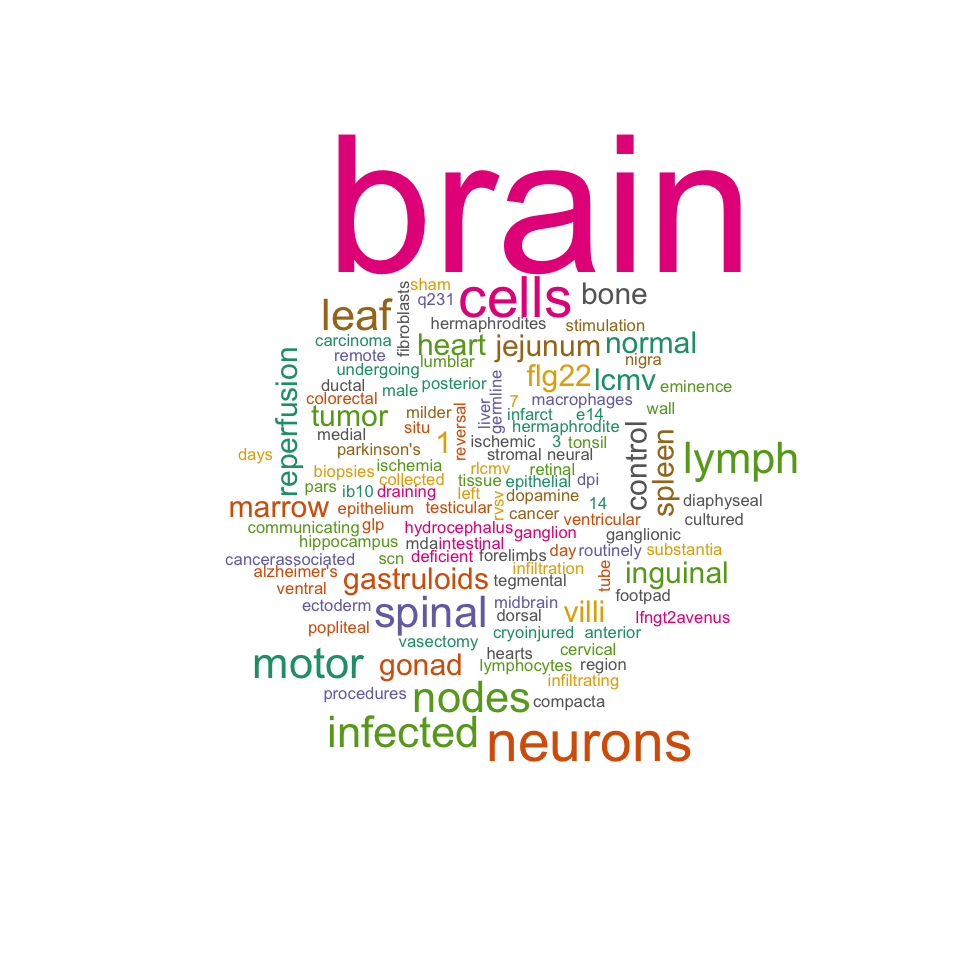 brain
sham
q231
cells
bone
fibroblasts
leaf
hermaphrodites
stimulation
carcinoma
heart
jejunum
normal
remote
lumblar
nigra
undergoing
flg22
lcmv
eminence
reperfusion
ductal
male
posterior
germline
liver
7
macrophages
colorectal
tumor
milder
reversal
infarct
e14
wall
situ
hermaphrodite
medial
1
ischemic
3
tonsil
control
spleen
lymph
days
parkinson's
stromal
neural
biopsies
ischemia
collected
rlcmv
tissue
retinal
epithelial
dpi
pars
ib10
draining
left
rvsv
dopamine
14
diaphyseal
marrow
epithelium
testicular
cancer
ventricular
cultured
communicating
glp
hydrocephalus
ganglion
ganglionic
hippocampus
mda
intestinal
day
routinely
substantia
cancerassociated
scn
deficient
forelimbs
infiltration
tube
alzheimer's
gastruloids
tegmental
inguinal
ventral
footpad
ectoderm
spinal
midbrain
villi
dorsal
lfngt2avenus
popliteal
cryoinjured
anterior
vasectomy
hearts
cervical
motor
gonad
lymphocytes
region
infiltrating
procedures
nodes
compacta
infected
neurons